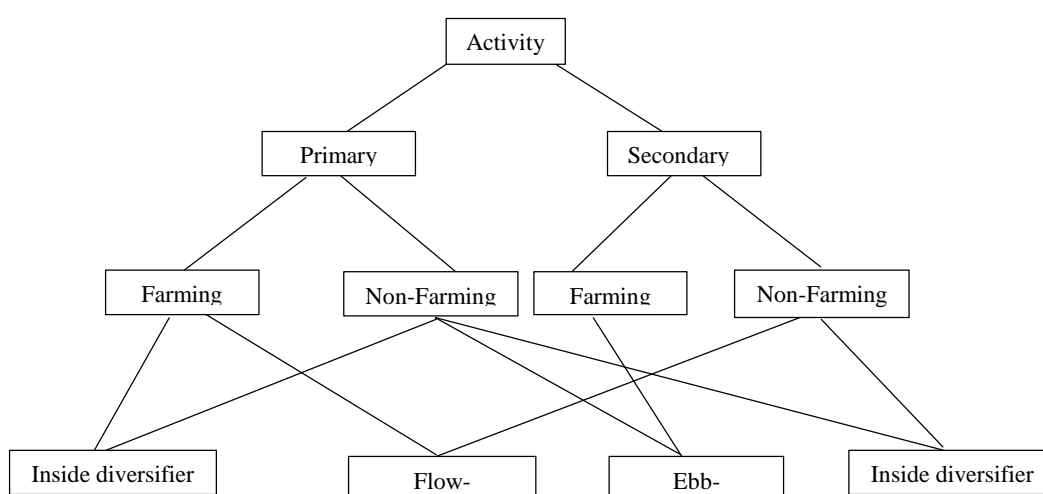 Activity
Primary
Secondary
Farming
Non-Farming
Farming
Non-Farming
Inside diversifier
Flow-
Ebb-
Inside diversifier